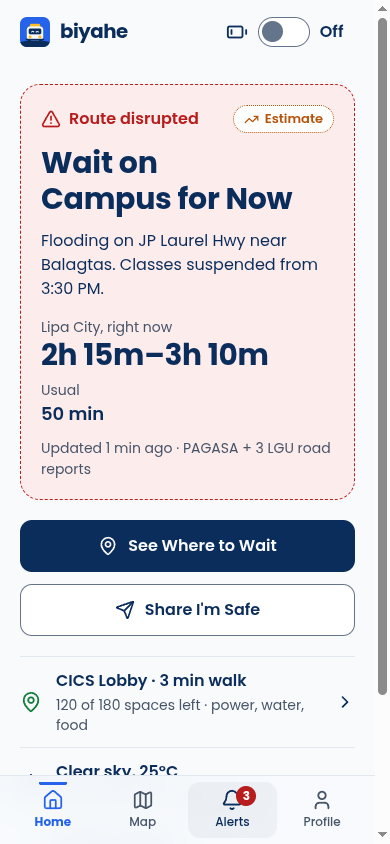 biyahe
Off
Route disrupted
Estimate
Wait on
Campus for Now
Flooding on JP Laurel Hwy near
Balagtas. Classes suspended from
3:30 PM.
Lipa City, right now
2h 15m–3h 10m
Usual
50 min
Updated 1 min ago · PAGASA + 3 LGU road
reports
See Where to Wait
Share I'm Safe
CICS Lobby · 3 min walk
120 of 180 spaces left · power, water,
food
Clear sky, 25°C
3
Home
Map
Alerts
Profile